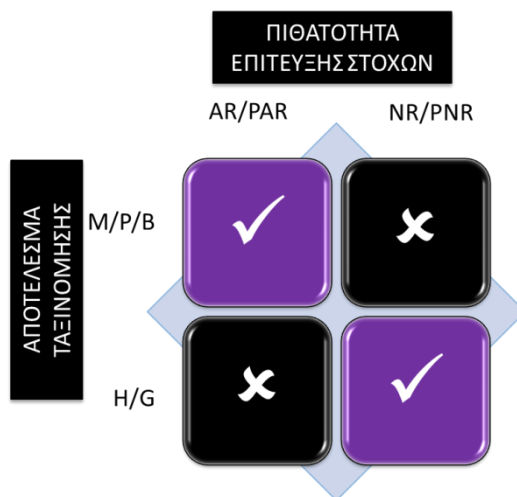 ΠΙΘΑΤΟΤΗΤΑ
ΕΠΙΤΕΥΞΗΣ ΣΤΟΧΩΝ
AR/PAR
NR/PNR
ΑΠΟΤΕΛΕΣΜΑ
ΤΑΞΙΝΟΜΗΣΗΣ
M/P/B
H/G